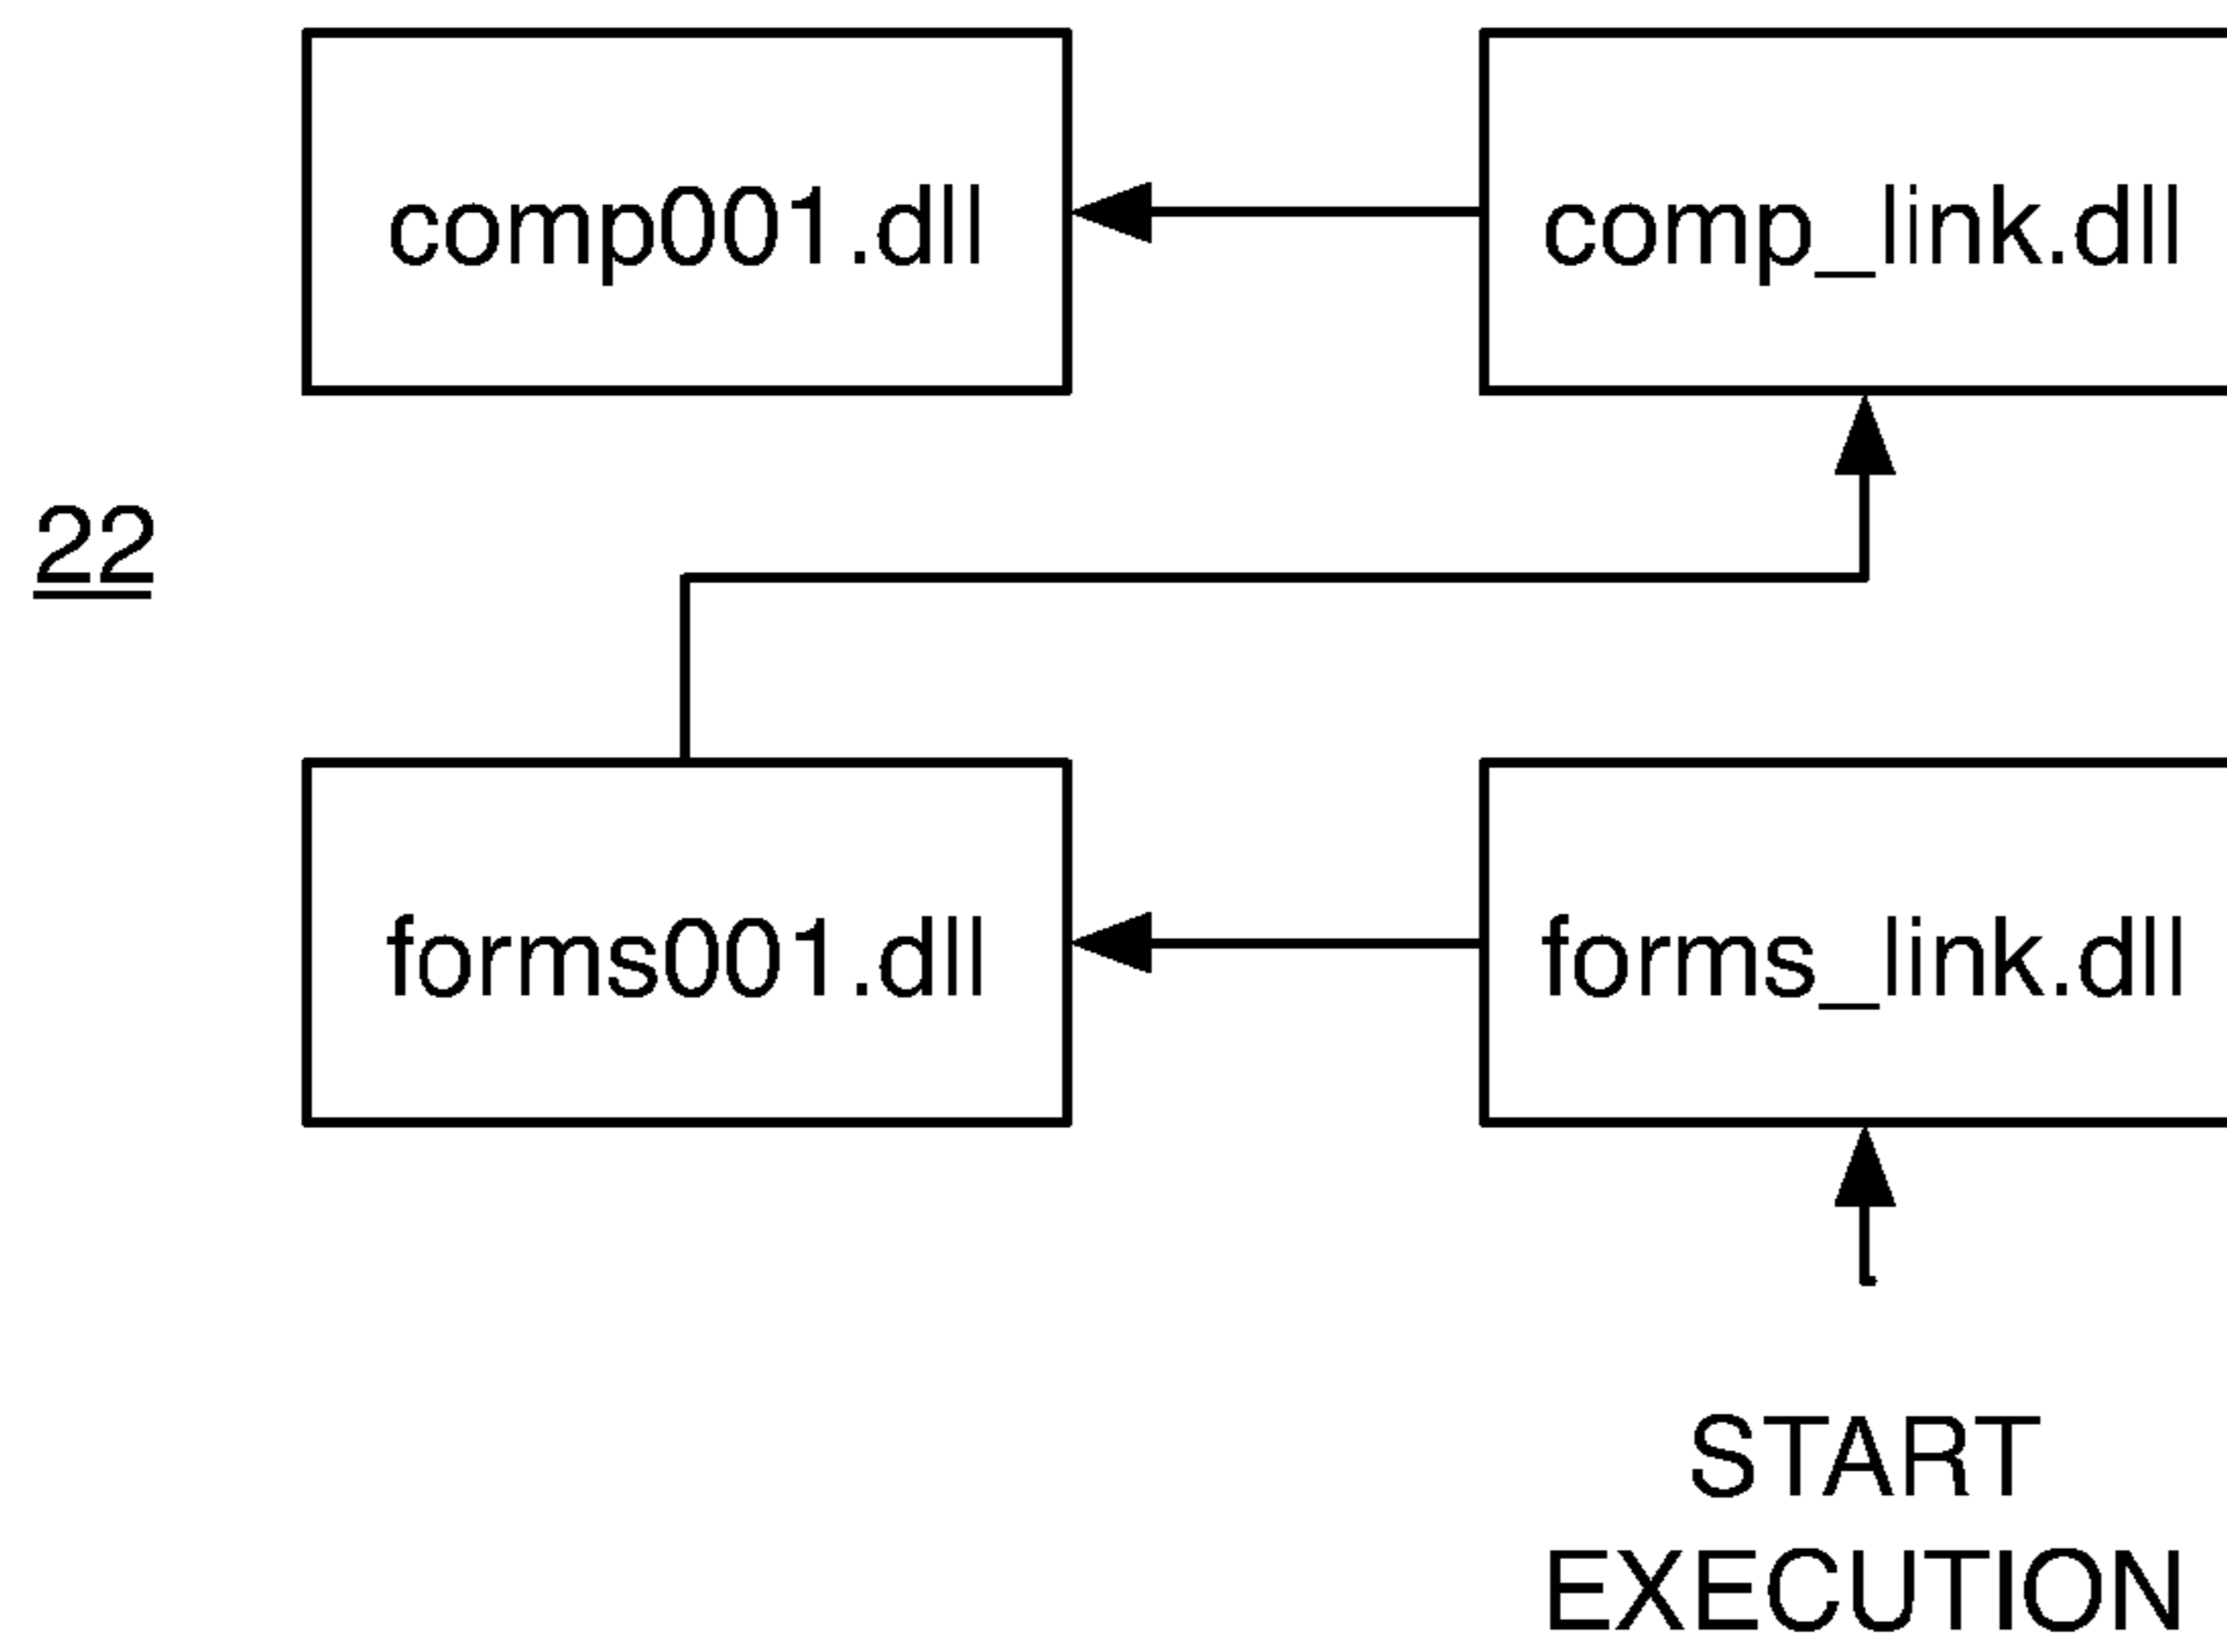 comp001.dll
comp_link.dll
22
forms001.dll
forms_link.dll
START
EXECUTION